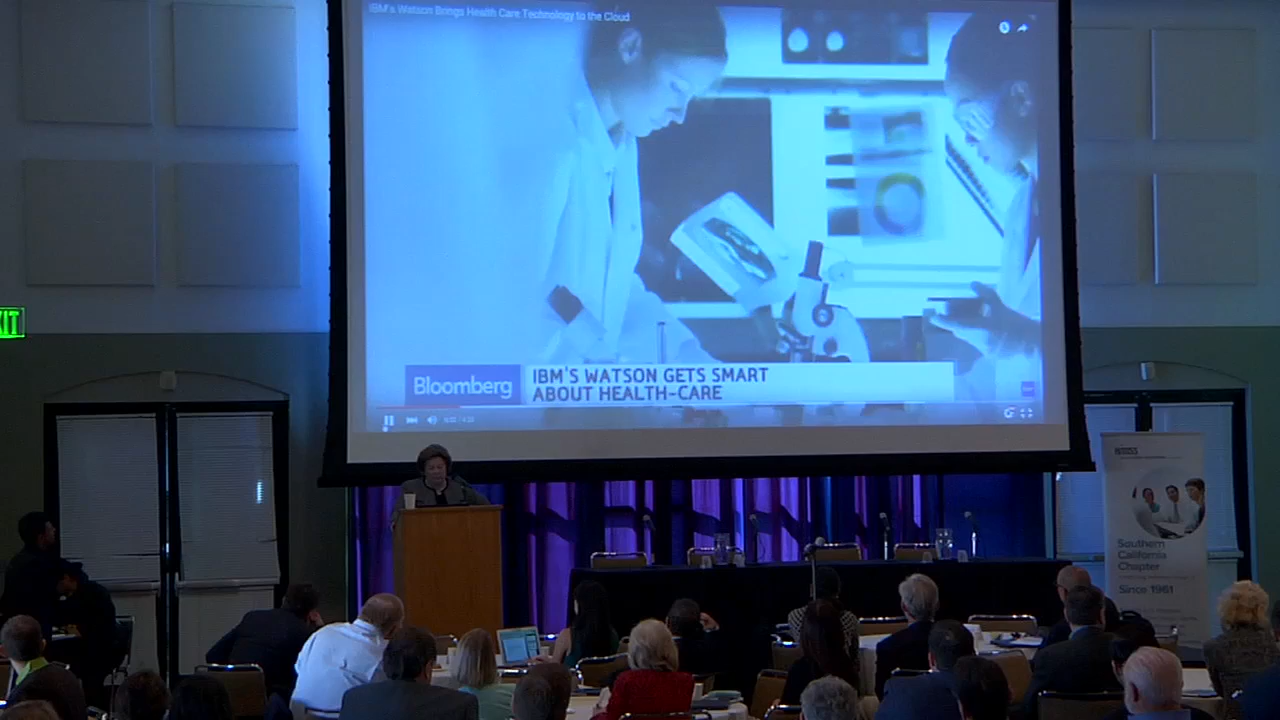 IBM's Watson Brings Health Care Technology to the Cloud
Bloomberg
IBM'S WATSON GETS SMART
ABOUT HEALTH-CARE
Southern
California
Chapter
Since 1961